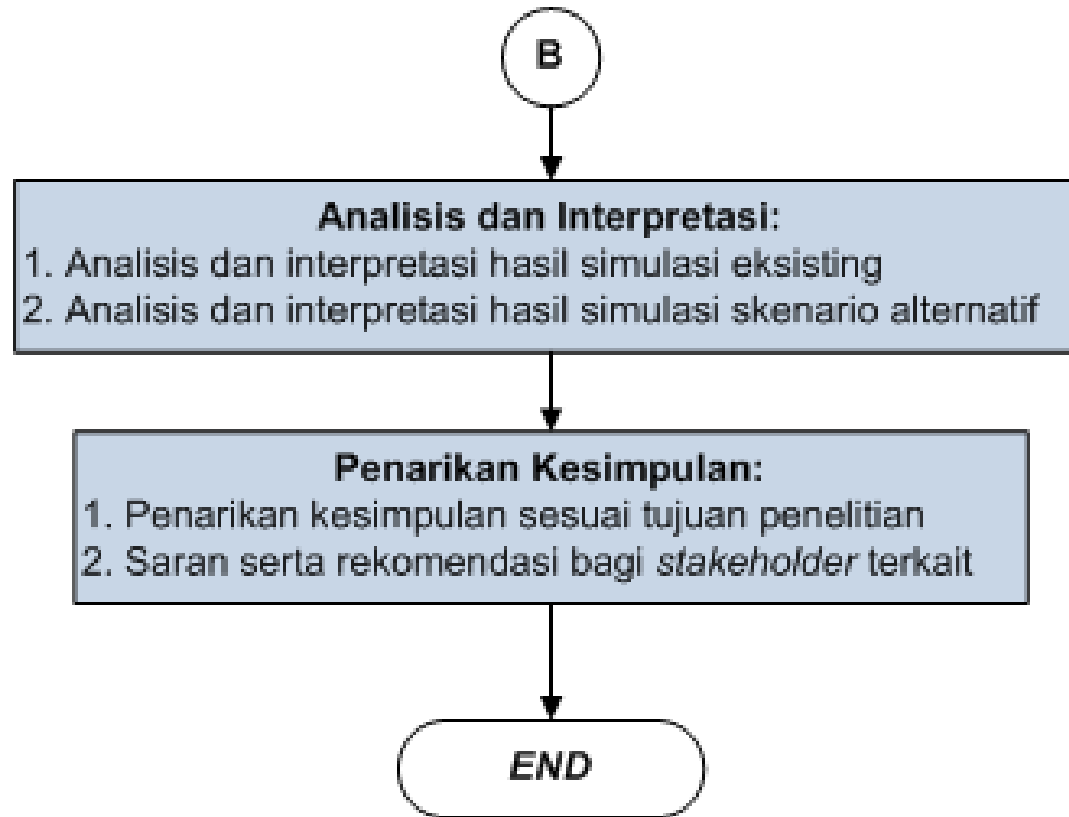 B
Analisis dan Interpretasi:
1. Analisis dan interpretasi hasil simulasi eksisting
2. Analisis dan interpretasi hasil simulasi skenario alternatif
Penarikan Kesimpulan:
1. Penarikan kesimpulan sesuai tujuan penelitian
2. Saran serta rekomendasi bagi stakeholder terkait
END